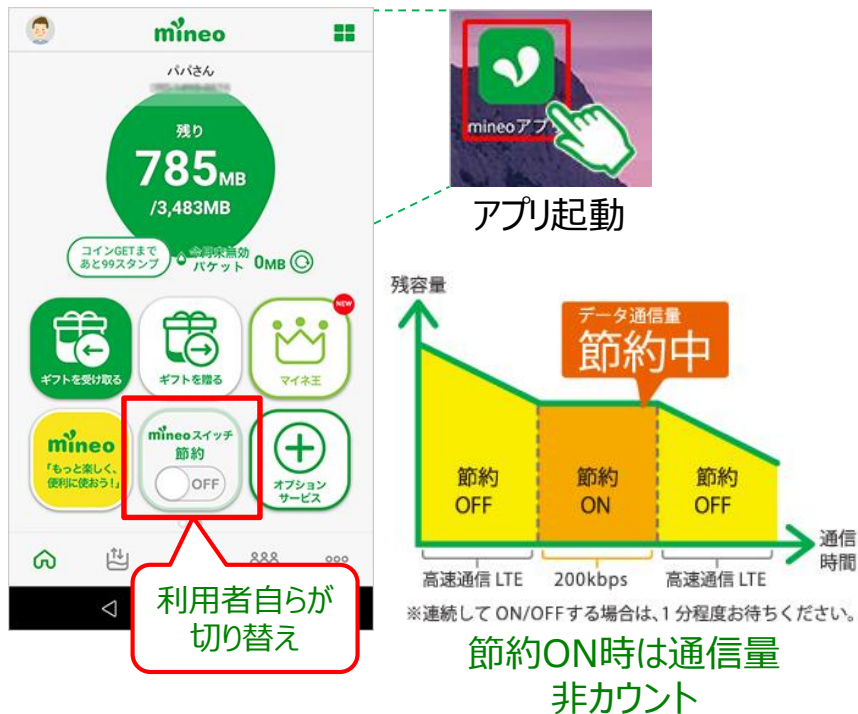 mineo
パパさん
残り
785MB
/3,483MB
コインGETまで
あと99スタンプ
今月末無効
パケット 0MB
NEW
ギフトを受け取る
ギフトを贈る
マイネ王
mineo
「もっと楽しく、
便利に使おう!」
mineoスイッチ
節約
OFF
オプション
サービス
利用者自らが
切り替え
mineoアプ
アプリ起動
残容量
データ通信量
節約中
節約
OFF
節約
ON
節約
OFF
通信
時間
高速通信 LTE
200kbps
高速通信 LTE
※連続して ON/OFFする場合は、1分程度お待ちください。
節約ON時は通信量
非カウント